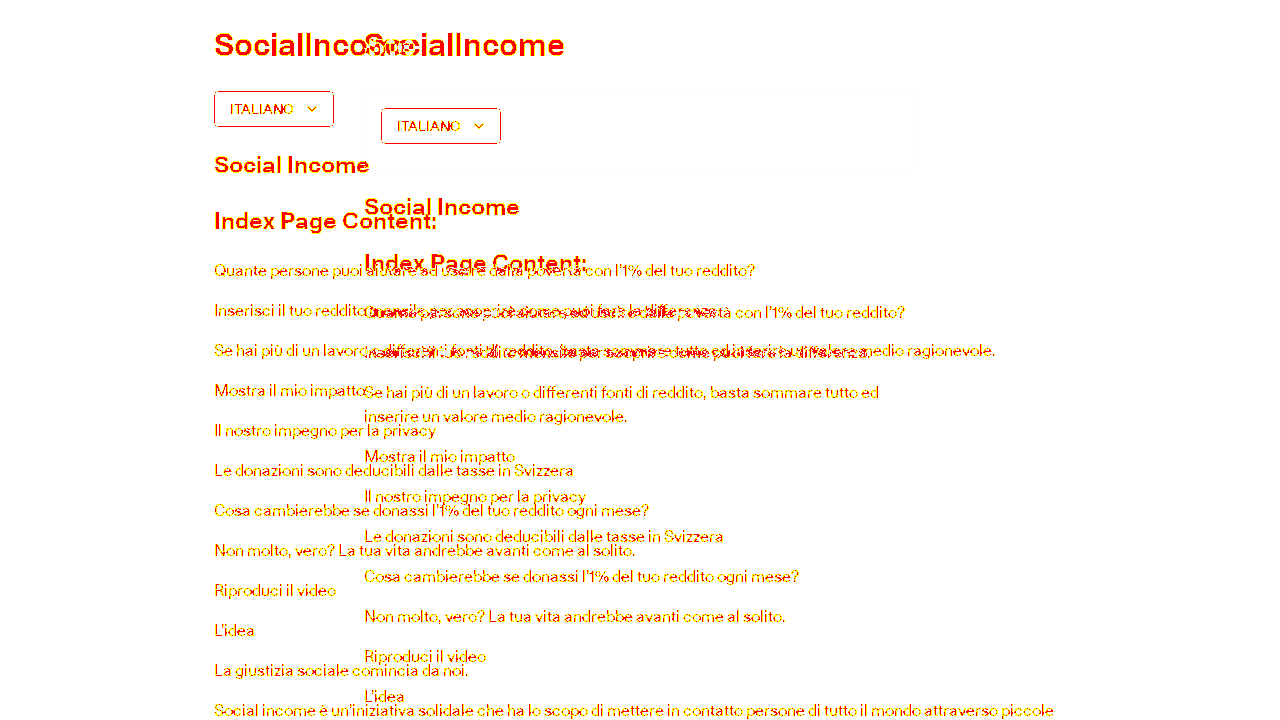 SocialIncome
SocialIncome
ITALIANO
ITALIANO
Social Income
Social Income
Index Page Content:
Index Page Content:
Quante persone puoi aiutare ad uscire dalla povertà con l'1% del tuo reddito?
Inserisci il tuo reddito mensile per scoprire come puoi fare la differenza.
Quante persone puoi aiutare ad uscire dalla povertà con l'1% del tuo reddito?
Se hai più di un lavoro o differenti fonti di reddito, basta sommare tutto ed inserire un valore medio ragionevole.
Inserisci il tuo reddito mensile per scoprire come puoi fare la differenza.
Mostra il mio impatto
Se hai più di un lavoro o differenti fonti di reddito, basta sommare tutto ed
inserire un valore medio ragionevole.
Il nostro impegno per la privacy
Mostra il mio impatto
Le donazioni sono deducibili dalle tasse in Svizzera
Il nostro impegno per la privacy
Cosa cambierebbe se donassi l'1% del tuo reddito ogni mese?
Le donazioni sono deducibili dalle tasse in Svizzera
Non molto, vero? La tua vita andrebbe avanti come al solito.
Cosa cambierebbe se donassi l'1% del tuo reddito ogni mese?
Riproduci il video
Non molto, vero? La tua vita andrebbe avanti come al solito.
L'idea
Riproduci il video
La giustizia sociale comincia da noi.
L'idea
Social income è un'iniziativa solidale che ha lo scopo di mettere in contatto persone di tutto il mondo attraverso piccole